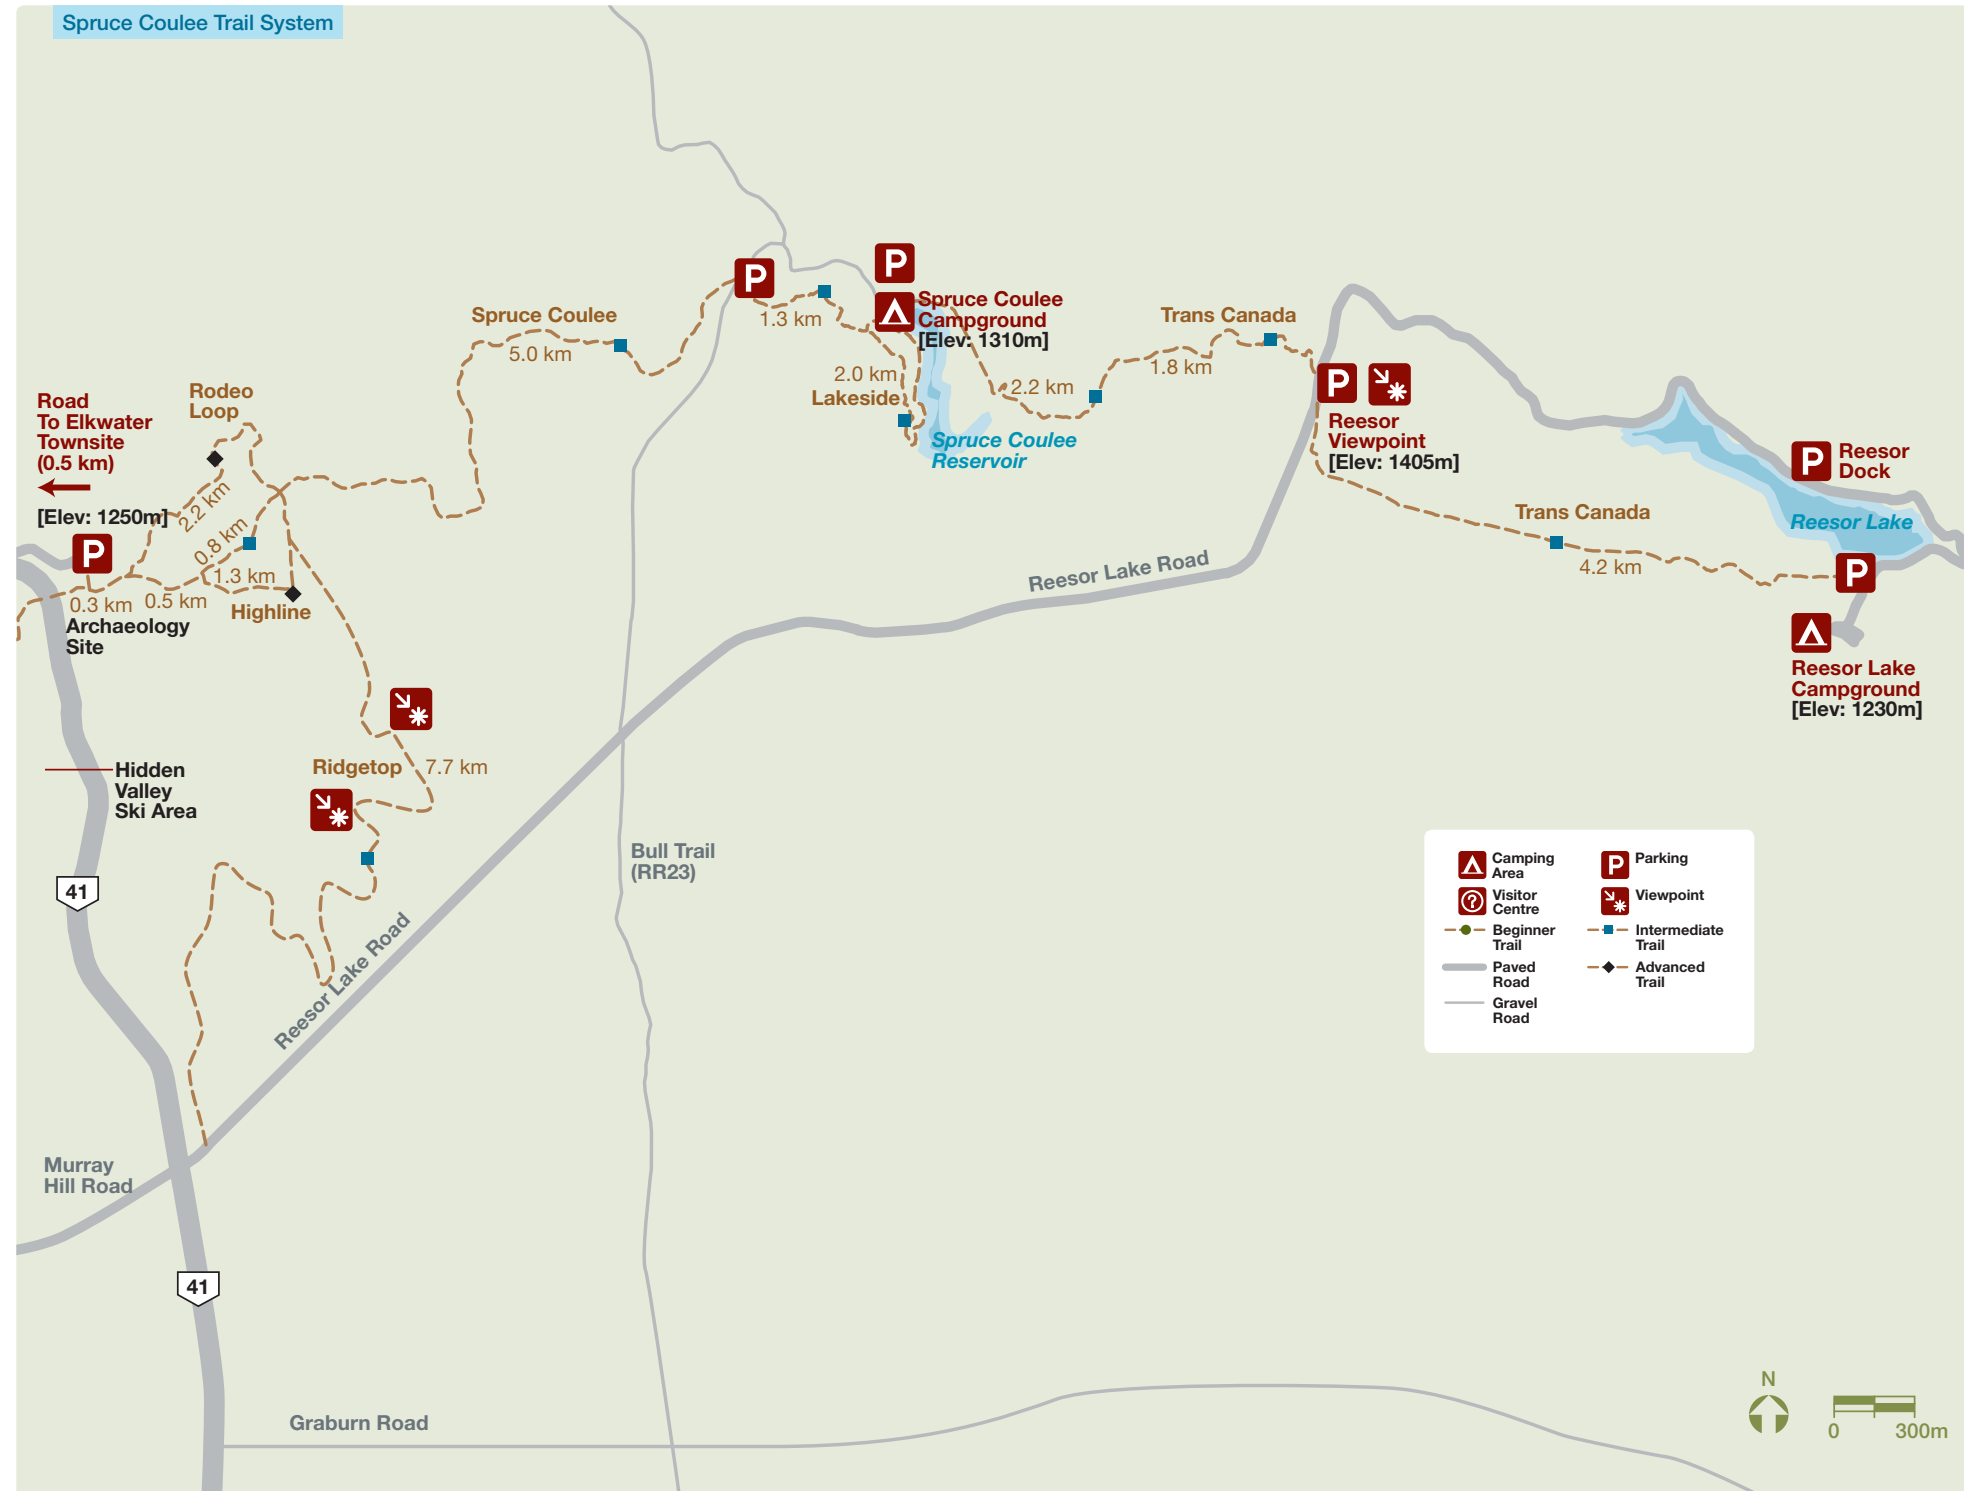 Spruce Coulee Trail System
Spruce Coulee
5.0 km
P
1.3 km
P
Spruce Coulee
Campground
[Elev: 1310m]
2.0 km
Lakeside
Spruce Coulee
Reservoir
2.2 km
Trans Canada
1.8 km
P
Reesor
Viewpoint
[Elev: 1405m]
Trans Canada
4.2 km
P
Reesor
Dock
Reesor Lake
P
Reesor Lake
Campground
[Elev: 1230m]
Rodeo
Loop
Road
To Elkwater
Townsite
(0.5 km)
[Elev: 1250m]
P
2.2 km
0.8 km
1.3 km
0.3 km
0.5 km
Highline
Archaeology
Site
Ridgetop
7.7 km
Hidden
Valley
Ski Area
41
Reesor Lake Road
Reesor Lake Road
Bull Trail
(RR23)
Murray
Hill Road
41
Graburn Road
Camping
Area
P
Parking
?
Visitor
Centre
Viewpoint
Beginner
Trail
Intermediate
Trail
Paved
Road
Advanced
Trail
Gravel
Road
N
0
300m